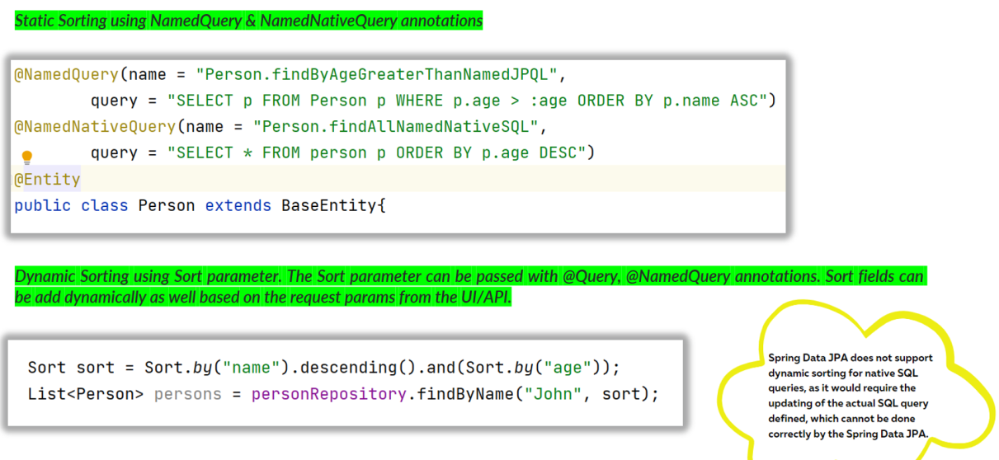 Static Sorting using NamedQuery & NamedNativeQuery annotations
@NamedQuery(name = "Person.findByAgeGreaterThanNamedJPQL",
query = "SELECT p FROM Person p WHERE p.age > :age ORDER BY p.name ASC")
@NamedNativeQuery(name = "Person.findAllNamedNativeSQL",
query = "SELECT * FROM person p ORDER BY p.age DESC")
@Entity
public class Person extends BaseEntity{
Dynamic Sorting using Sort parameter. The Sort parameter can be passed with @Query, @NamedQuery annotations. Sort fields can
be add dynamically as well based on the request params from the UI/API.
Sort sort = Sort.by("name").descending().and(Sort.by("age"));
List<Person> persons = personRepository.findByName("John", sort);
Spring Data JPA does not support
dynamic sorting for native SQL
queries, as it would require the
updating of the actual SQL query
defined, which cannot be done
correctly by the Spring Data JPA.